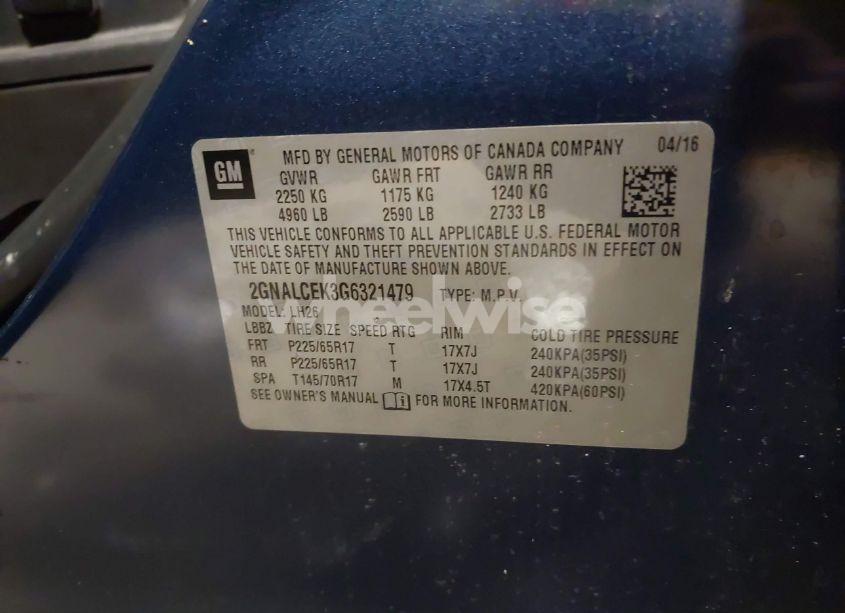 GM
MFD BY GENERAL MOTORS OF CANADA COMPANY 04/16
GVWR GAWR FRT GAWR RR
2250 KG 1175 KG 1240 KG
4960 LB 2590 LB 2733 LB
THIS VEHICLE CONFORMS TO ALL APPLICABLE U.S. FEDERAL MOTOR
VEHICLE SAFETY AND THEFT PREVENTION STANDARDS IN EFFECT ON
THE DATE OF MANUFACTURE SHOWN ABOVE.
2GNALCEK3G6321479 TYPE: M.P.V.
wheelwise
MODEL: LH26
LBBZ TIRE SIZE SPEED RTG RIM COLD TIRE PRESSURE
FRT P225/65R17 T 17X7J 240KPA(35PSI)
RR P225/65R17 T 17X7J 240KPA(35PSI)
SPA T145/70R17 M 17X4.5T 420KPA(60PSI)
SEE OWNER'S MANUAL FOR MORE INFORMATION.